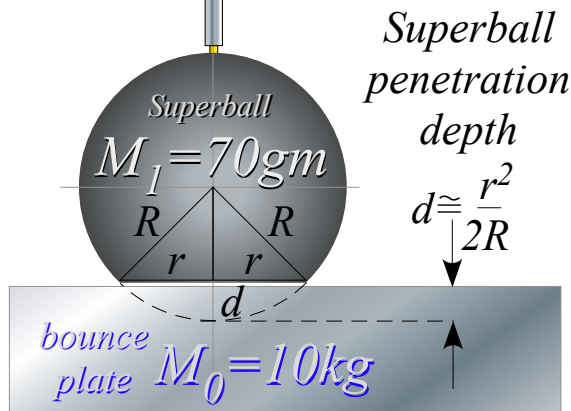 Superball
penetration
depth
d≅ r²/2R
Superball
M₁=70gm
R R
r r
d
bounce
plate M₀=10kg